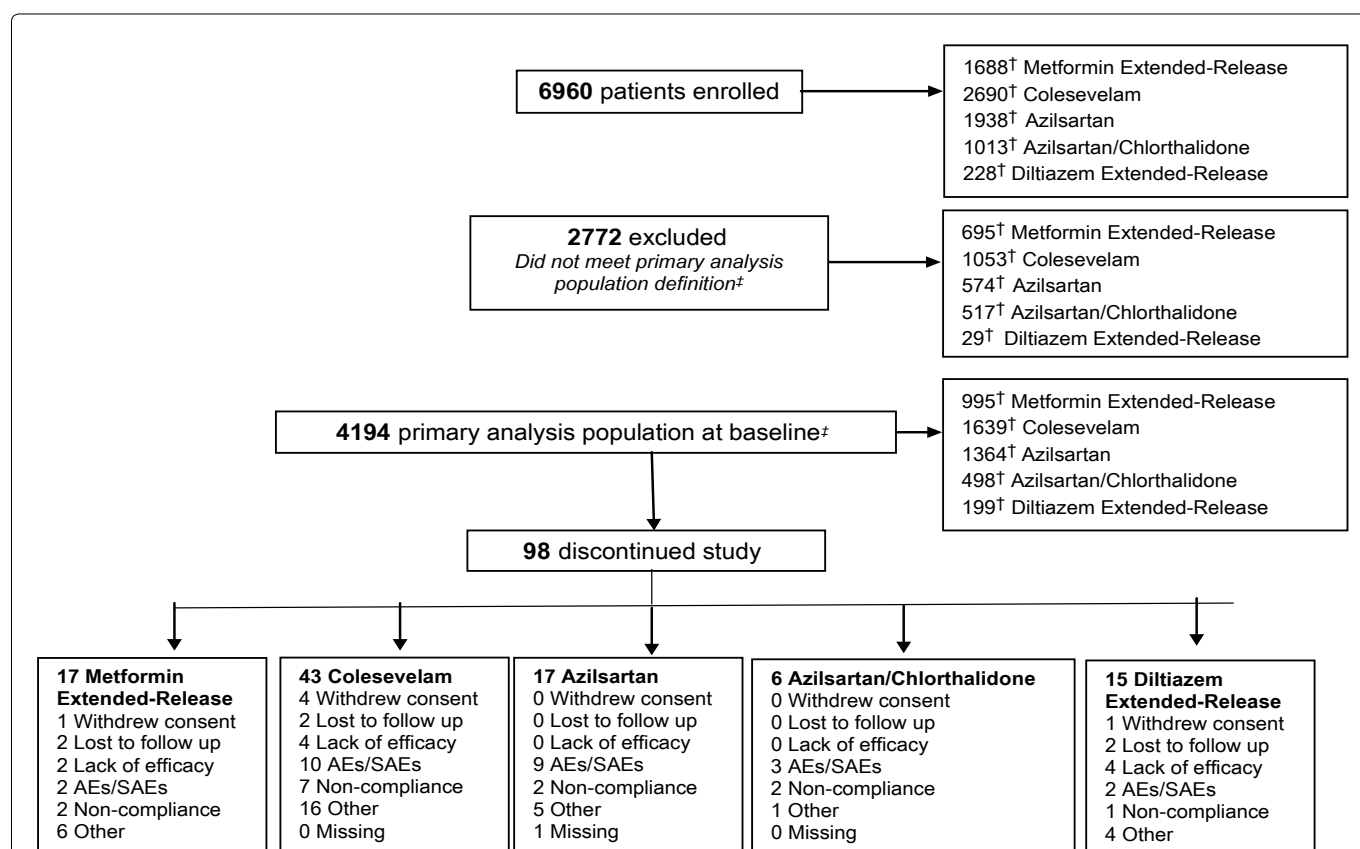 6960 patients enrolled
1688† Metformin Extended-Release
2690† Colesevelam
1938† Azilsartan
1013† Azilsartan/Chlorthalidone
228† Diltiazem Extended-Release
2772 excluded
Did not meet primary analysis
population definition‡
695† Metformin Extended-Release
1053† Colesevelam
574† Azilsartan
517† Azilsartan/Chlorthalidone
29† Diltiazem Extended-Release
4194 primary analysis population at baseline‡
995† Metformin Extended-Release
1639† Colesevelam
1364† Azilsartan
498† Azilsartan/Chlorthalidone
199† Diltiazem Extended-Release
98 discontinued study
17 Metformin
Extended-Release
1 Withdrew consent
2 Lost to follow up
2 Lack of efficacy
2 AEs/SAEs
2 Non-compliance
6 Other
43 Colesevelam
4 Withdrew consent
2 Lost to follow up
4 Lack of efficacy
10 AEs/SAEs
7 Non-compliance
16 Other
0 Missing
17 Azilsartan
0 Withdrew consent
0 Lost to follow up
0 Lack of efficacy
9 AEs/SAEs
2 Non-compliance
5 Other
1 Missing
6 Azilsartan/Chlorthalidone
0 Withdrew consent
0 Lost to follow up
0 Lack of efficacy
3 AEs/SAEs
2 Non-compliance
1 Other
0 Missing
15 Diltiazem
Extended-Release
1 Withdrew consent
2 Lost to follow up
4 Lack of efficacy
2 AEs/SAEs
1 Non-compliance
4 Other